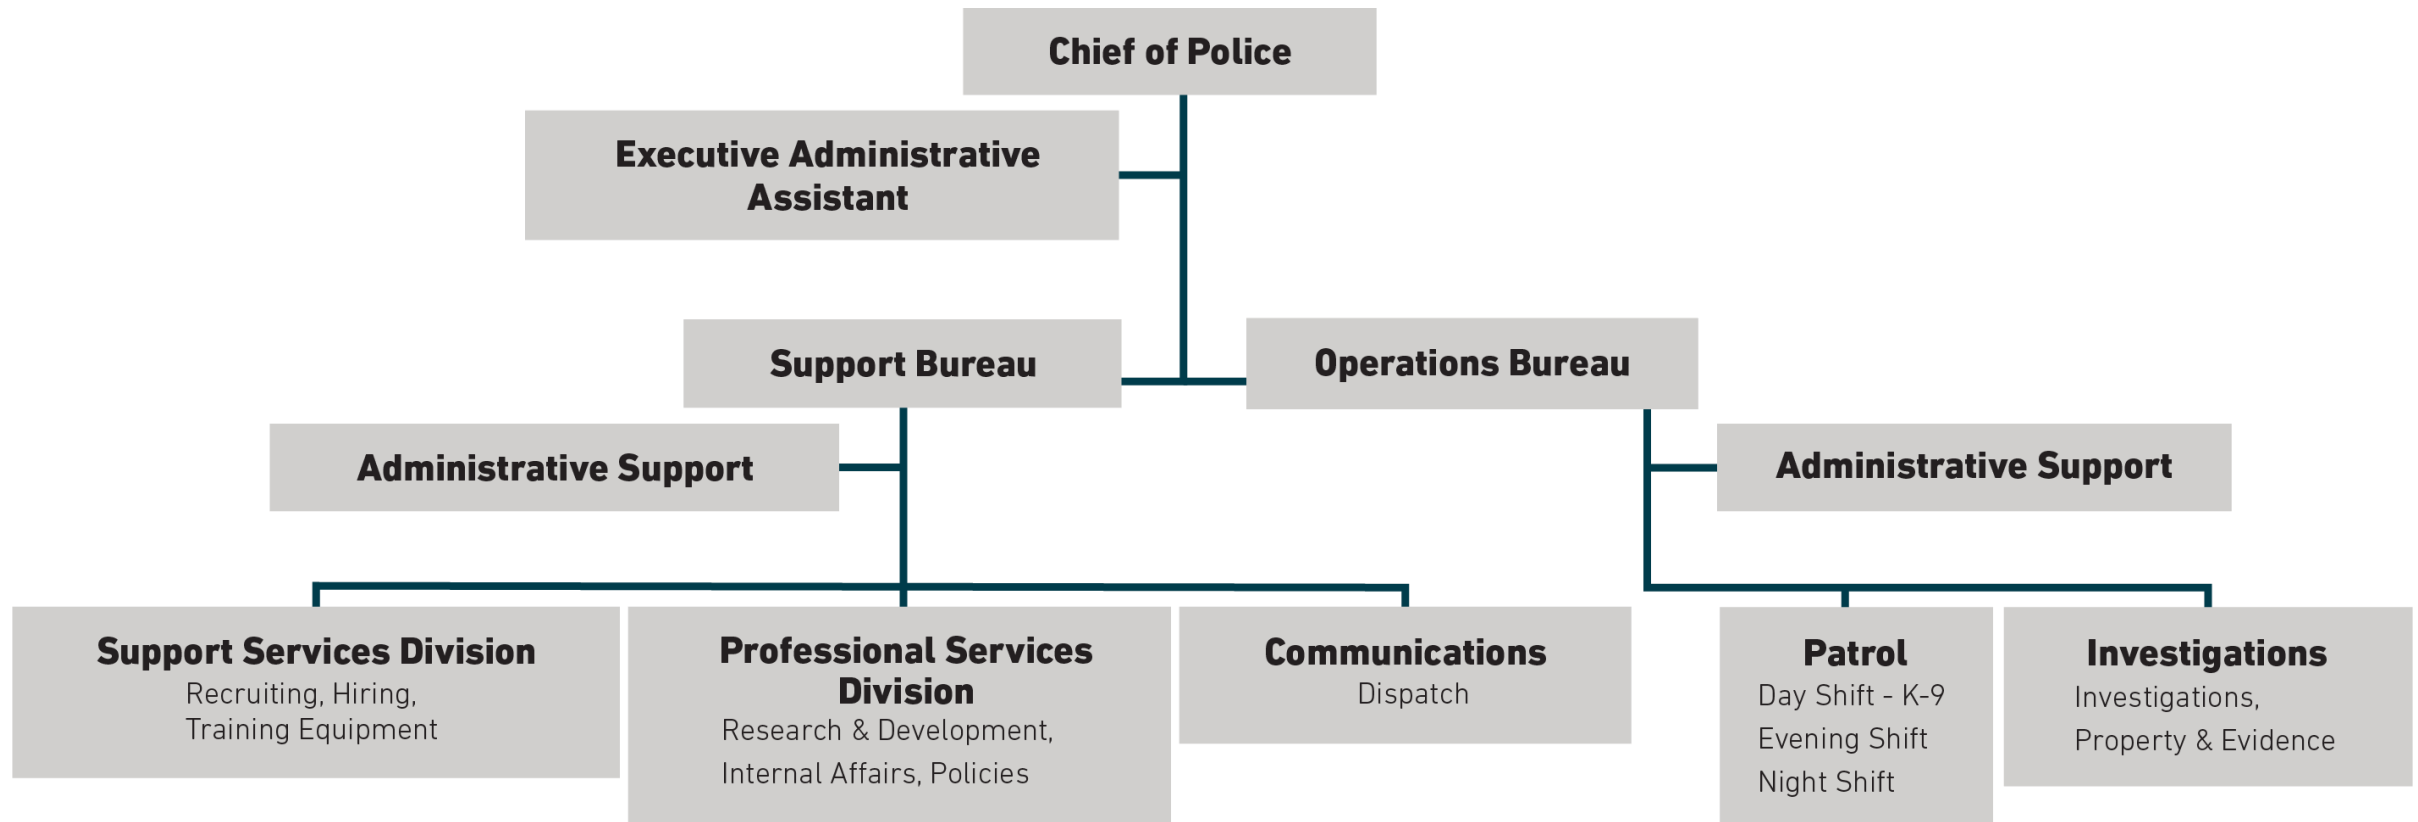 Chief of Police
Executive Administrative
Assistant
Support Bureau
Operations Bureau
Administrative Support
Administrative Support
Support Services Division
Recruiting, Hiring,
Training Equipment
Professional Services
Division
Research & Development,
Internal Affairs, Policies
Communications
Dispatch
Patrol
Day Shift - K-9
Evening Shift
Night Shift
Investigations
Investigations,
Property & Evidence